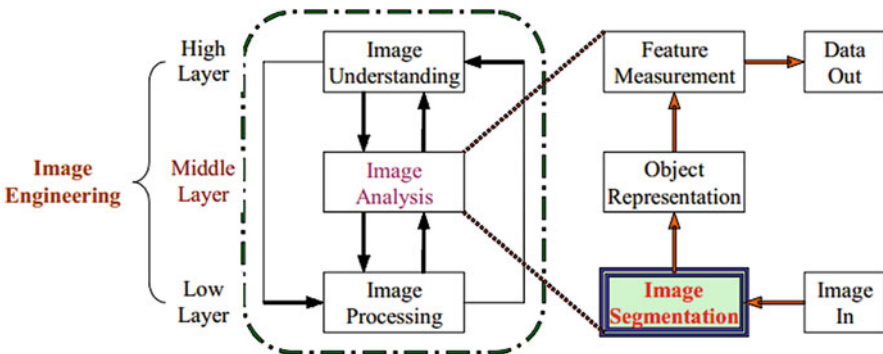 Image
Engineering
High
Layer
Middle
Layer
Low
Layer
Image
Understanding
Image
Analysis
Image
Processing
Feature
Measurement
Data
Out
Object
Representation
Image
Segmentation
Image
In